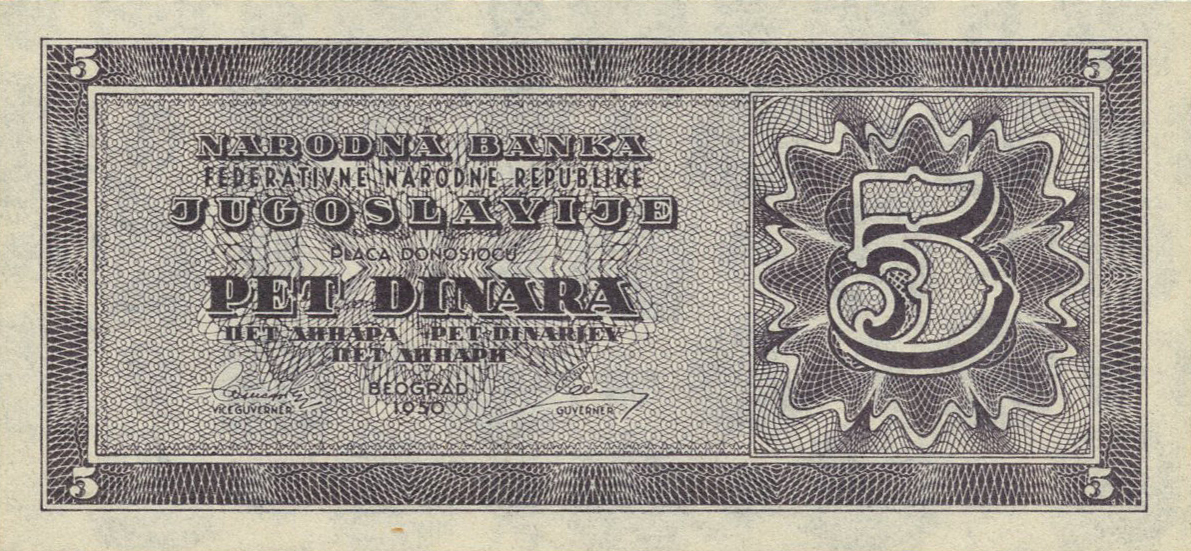 5 5
NARODNA BANKA
FEDERATIVNE NARODNE REPUBLIKE
JUGOSLAVIJE
PLAĆA DONOSIOCU
PET DINARA
ПЕТ ДИНАРА PET DINARJEV
ПЕТ ДИНАРИ
BEOGRAD
1950
VICEGUVERNER GUVERNER
5
5 5